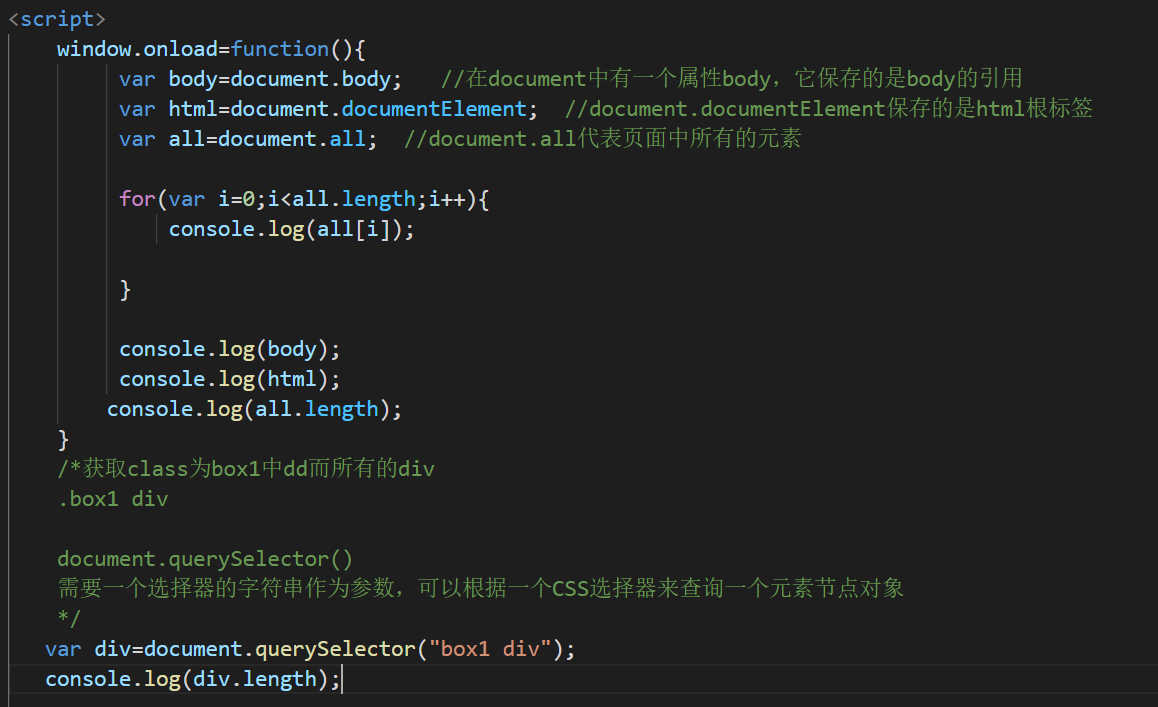 <script>
window.onload=function(){
var body=document.body;   //在document中有一个属性body，它保存的是body的引用
var html=document.documentElement;  //document.documentElement保存的是html根标签
var all=document.all;  //document.all代表页面中所有的元素
for(var i=0;i<all.length;i++){
console.log(all[i]);
}
console.log(body);
console.log(html);
console.log(all.length);
}
/*获取class为box1中dd而所有的div
.box1 div
document.querySelector()
需要一个选择器的字符串作为参数，可以根据一个CSS选择器来查询一个元素节点对象
*/
var div=document.querySelector("box1 div");
console.log(div.length);